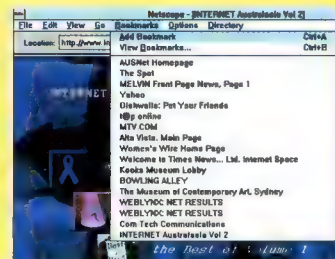 Netscape - [INTERNET Australasia Vol 2]
File Edit View Go Bookmarks Options Directory
Location: http://www.in
Add Bookmark Ctrl+A
View Bookmarks... Ctrl+B
AUSNet Homepage
The Spot
MELVIN Front Page News, Page 1
Yahoo
Dishwalla: Pet Your Friends
t@p online
MTV COM
Alta Vista. Main Page
Women's Wire Home Page
Welcome to Times News... Ltd. Internet Space
Kooks Museum Lobby
BOWLING ALLEY
The Museum of Contemporary Art, Sydney
WEBLYNX: NET RESULTS
WEBLYNX: NET RESULTS
Com Tech Communications
INTERNET Australasia Vol 2
INTERNET
Best
the Best of Volume 1